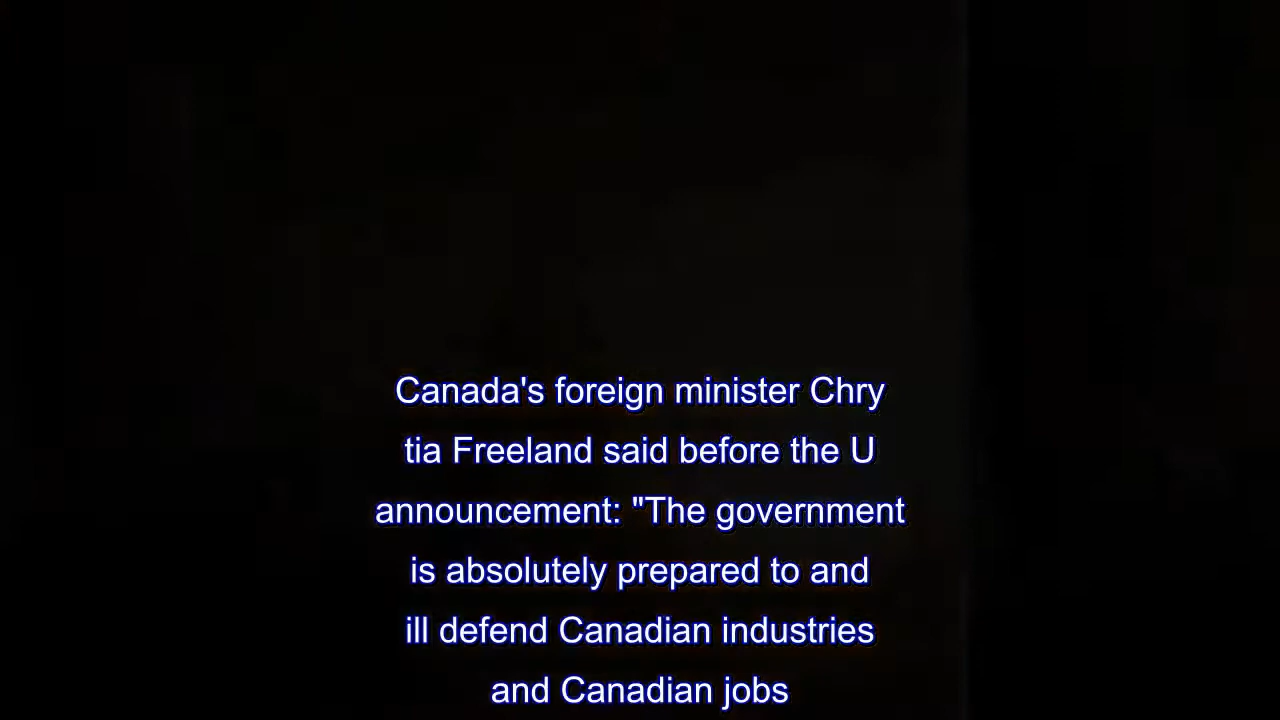 Canada's foreign minister Chry
tia Freeland said before the U
announcement: "The government
is absolutely prepared to and
ill defend Canadian industries
and Canadian jobs